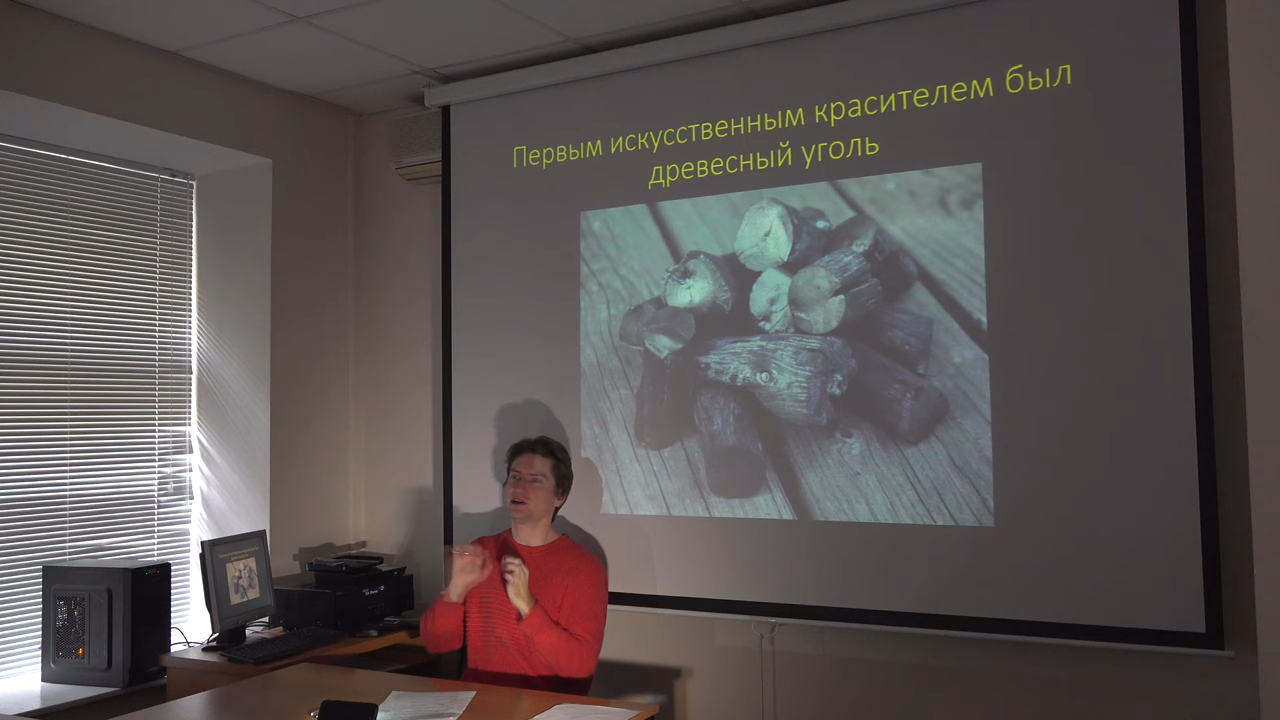 Первым искусственным красителем был
древесный уголь